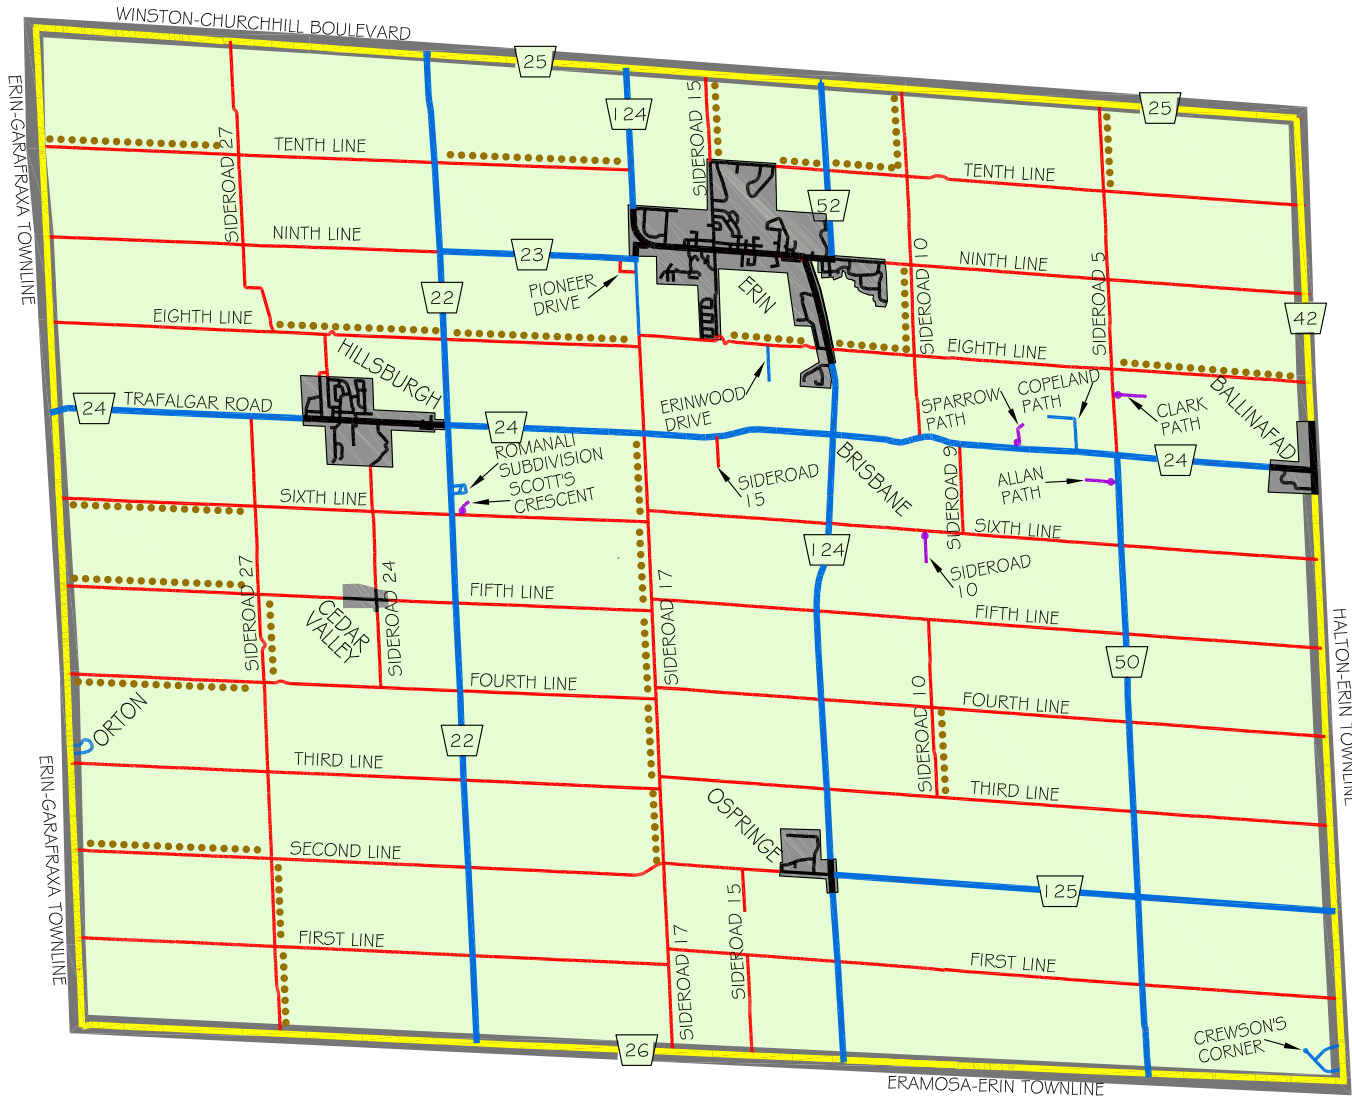 WINSTON-CHURCHHILL BOULEVARD
25
25
ERIN-GARAFRAXA TOWNLINE
124
SIDEROAD 15
TENTH LINE
TENTH LINE
SIDEROAD 27
52
NINTH LINE
23
NINTH LINE
SIDEROAD 10
SIDEROAD 5
PIONEER
DRIVE
ERIN
22
42
EIGHTH LINE
HILLSBURGH
EIGHTH LINE
24
TRAFALGAR ROAD
24
ERINWOOD
DRIVE
SPARROW
PATH
COPELAND
PATH
CLARK
PATH
BALLINAFAD
ROMANALI
SUBDIVISION
SCOTT'S
CRESCENT
SIDEROAD
15
BRISBANE
SIDEROAD 9
ALLAN
PATH
24
SIXTH LINE
SIXTH LINE
124
SIDEROAD
10
SIDEROAD 27
CEDAR
VALLEY
SIDEROAD 24
FIFTH LINE
SIDEROAD 17
FIFTH LINE
HALTON-ERIN TOWNLINE
50
FOURTH LINE
FOURTH LINE
SIDEROAD 10
ORTON
22
ERIN-GARAFRAXA TOWNLINE
THIRD LINE
THIRD LINE
OSPRINGE
SECOND LINE
125
SIDEROAD 15
FIRST LINE
SIDEROAD 17
FIRST LINE
CREWSON'S
CORNER
26
ERAMOSA-ERIN TOWNLINE